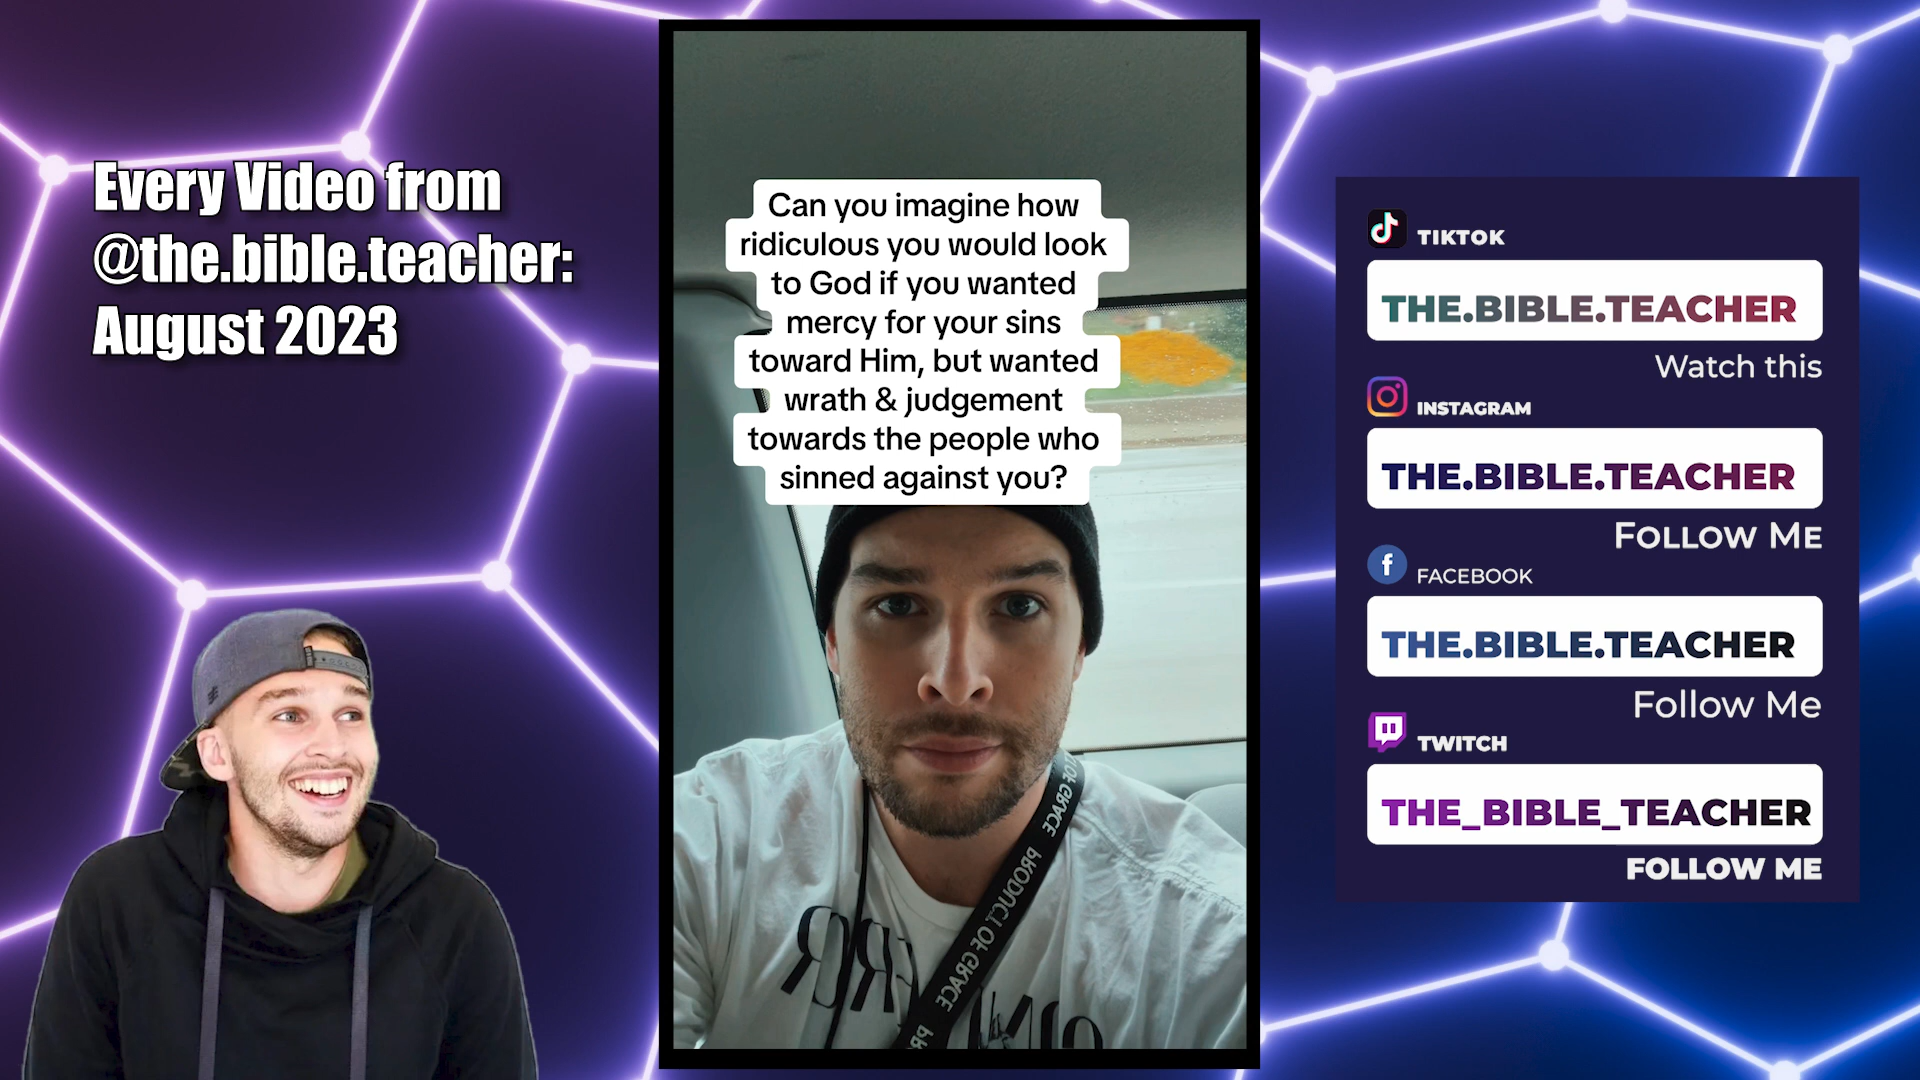 Every Video from
@the.bible.teacher:
August 2023
Can you imagine how
ridiculous you would look
to God if you wanted
mercy for your sins
toward Him, but wanted
wrath & judgement
towards the people who
sinned against you?
PRODUCT OF GRACE
TIKTOK
THE.BIBLE.TEACHER
Watch this
INSTAGRAM
THE.BIBLE.TEACHER
FOLLOW ME
FACEBOOK
THE.BIBLE.TEACHER
Follow Me
TWITCH
THE_BIBLE_TEACHER
FOLLOW ME